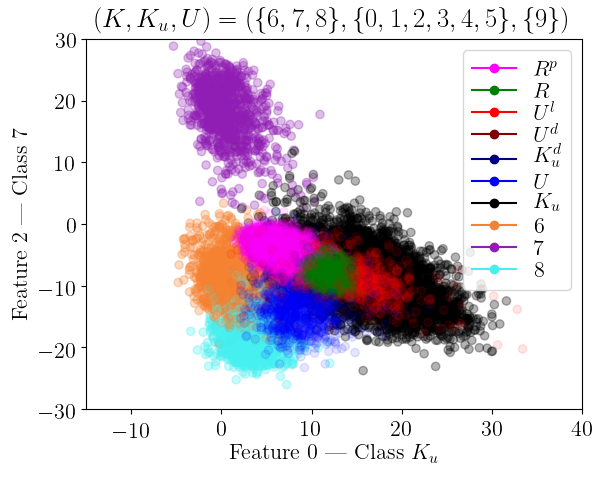 (K, K_u, U) = ({6, 7, 8}, {0, 1, 2, 3, 4, 5}, {9})
30
20
10
0
−10
−20
−30
Feature 2 — Class 7
R^p
R
U^l
U^d
K_u^d
U
K_u
6
7
8
−10
0
10
20
30
40
Feature 0 — Class K_u